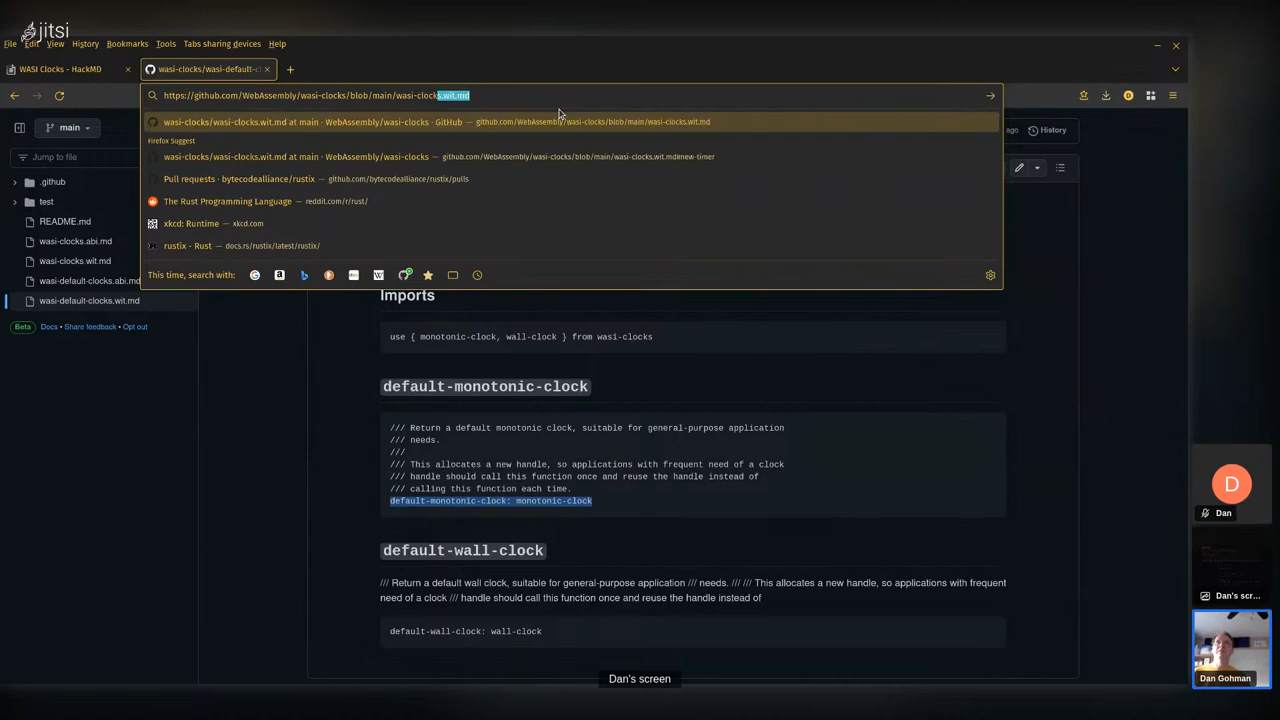 jitsi
File Edit View History Bookmarks Tools Tabs sharing devices Help
WASI Clocks - HackMD
wasi-clocks/wasi-default-c
https://github.com/WebAssembly/wasi-clocks/blob/main/wasi-clocks.wit.md
wasi-clocks/wasi-clocks.wit.md at main · WebAssembly/wasi-clocks · GitHub — github.com/WebAssembly/wasi-clocks/blob/main/wasi-clocks.wit.md
Firefox Suggest
wasi-clocks/wasi-clocks.wit.md at main · WebAssembly/wasi-clocks — github.com/WebAssembly/wasi-clocks/blob/main/wasi-clocks.wit.md#new-timer
Pull requests · bytecodealliance/rustix — github.com/bytecodealliance/rustix/pulls
The Rust Programming Language — reddit.com/r/rust/
xkcd: Runtime — xkcd.com
rustix - Rust — docs.rs/rustix/latest/rustix/
This time, search with:
main
Jump to file
.github
test
README.md
wasi-clocks.abi.md
wasi-clocks.wit.md
wasi-default-clocks.abi.md
wasi-default-clocks.wit.md
Beta Docs • Share feedback • Opt out
ago
History
Imports
use { monotonic-clock, wall-clock } from wasi-clocks
default-monotonic-clock
/// Return a default monotonic clock, suitable for general-purpose application
/// needs.
///
/// This allocates a new handle, so applications with frequent need of a clock
/// handle should call this function once and reuse the handle instead of
/// calling this function each time.
default-monotonic-clock: monotonic-clock
default-wall-clock
/// Return a default wall clock, suitable for general-purpose application /// needs. /// /// This allocates a new handle, so applications with frequent
need of a clock /// handle should call this function once and reuse the handle instead of
default-wall-clock: wall-clock
Dan's screen
D
Dan
Dan's scr...
Dan Gohman